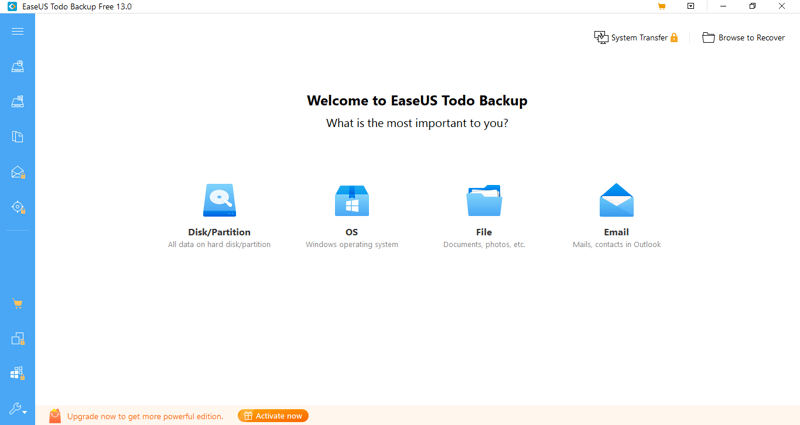 EaseUS Todo Backup Free 13.0
System Transfer
Browse to Recover
Welcome to EaseUS Todo Backup
What is the most important to you?
Disk/Partition
All data on hard disk/partition
OS
Windows operating system
File
Documents, photos, etc.
Email
Mails, contacts in Outlook
Upgrade now to get more powerful edition.
Activate now